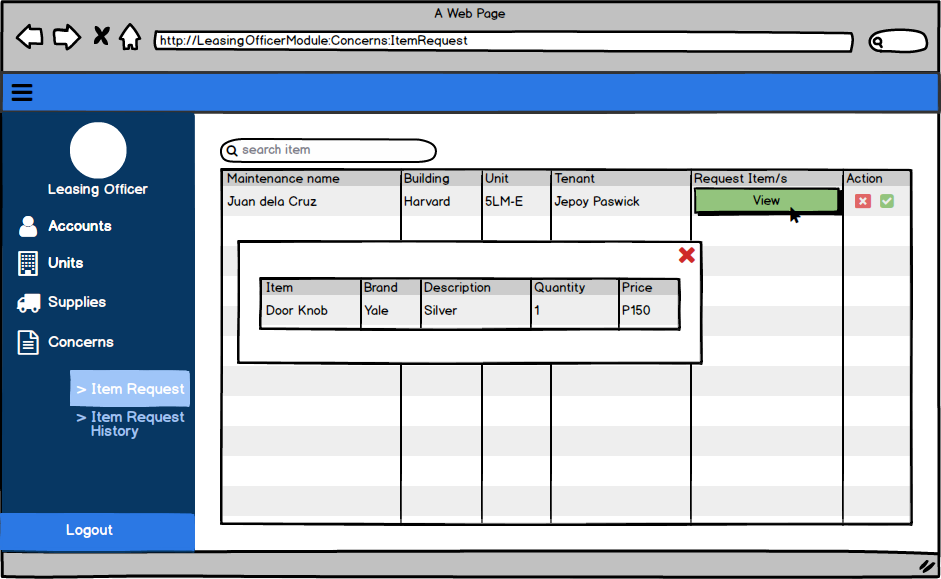 A Web Page
http://LeasingOfficerModule:Concerns:ItemRequest
search item
Leasing Officer
Accounts
Units
Supplies
Concerns
> Item Request
> Item Request
History
Logout
Maintenance name Building Unit Tenant Request Item/s Action
Juan dela Cruz Harvard 5LM-E Jepoy Paswick View
Item Brand Description Quantity Price
Door Knob Yale Silver 1 P150